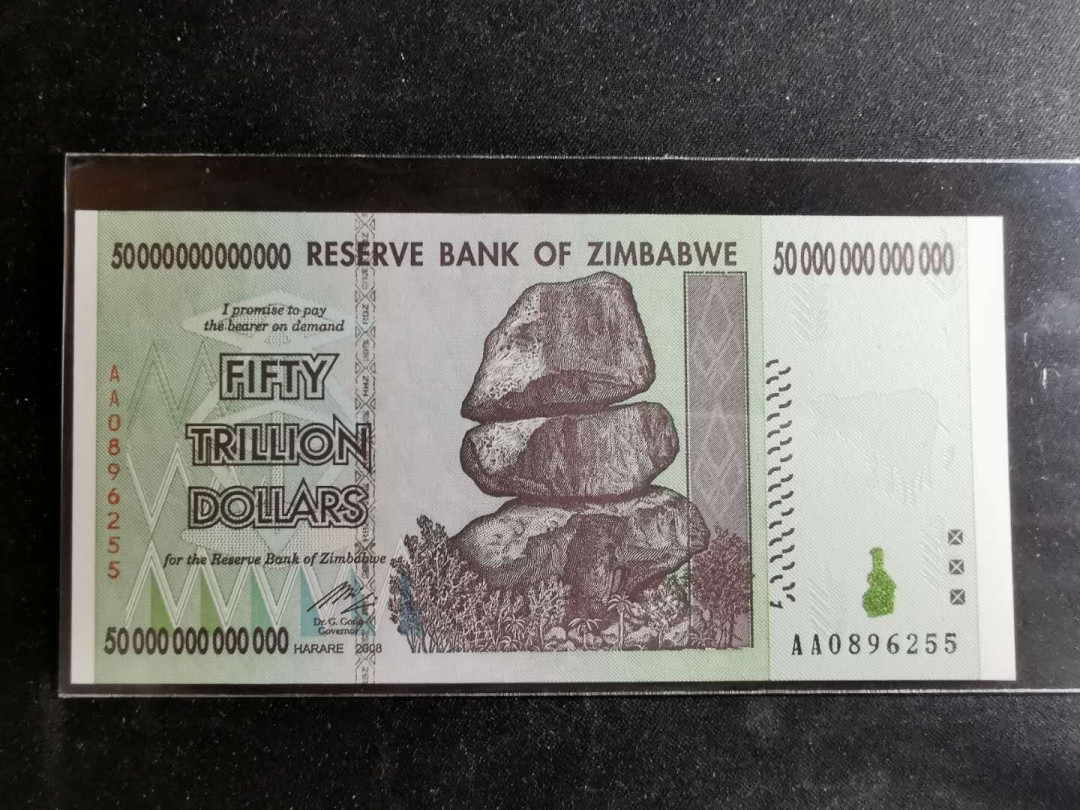 50000000000000 RESERVE BANK OF ZIMBABWE 50 000 000 000 000
I promise to pay
the bearer on demand
FIFTY
TRILLION
DOLLARS
for the Reserve Bank of Zimbabwe
Dr. G. Gono
Governor
50 000 000 000 000 HARARE 2008
AA0896255
AA0896255